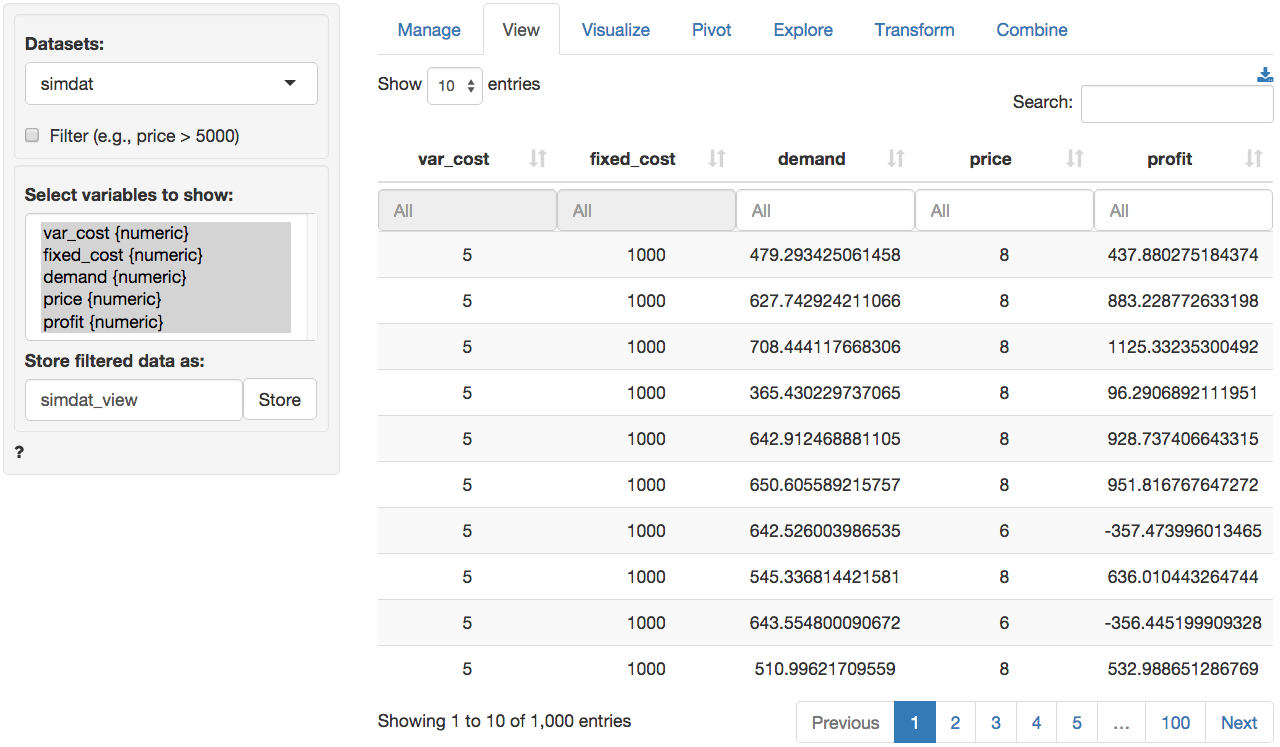 Datasets:
simdat
Filter (e.g., price > 5000)
Select variables to show:
var_cost {numeric}
fixed_cost {numeric}
demand {numeric}
price {numeric}
profit {numeric}
Store filtered data as:
simdat_view Store
?
Manage View Visualize Pivot Explore Transform Combine
Show 10 entries
Search:
var_cost fixed_cost demand price profit
All All All All All
5 1000 479.293425061458 8 437.880275184374
5 1000 627.742924211066 8 883.228772633198
5 1000 708.444117668306 8 1125.33235300492
5 1000 365.430229737065 8 96.2906892111951
5 1000 642.912468881105 8 928.737406643315
5 1000 650.605589215757 8 951.816767647272
5 1000 642.526003986535 6 -357.473996013465
5 1000 545.336814421581 8 636.010443264744
5 1000 643.554800090672 6 -356.445199909328
5 1000 510.99621709559 8 532.988651286769
Showing 1 to 10 of 1,000 entries
Previous 1 2 3 4 5 ... 100 Next